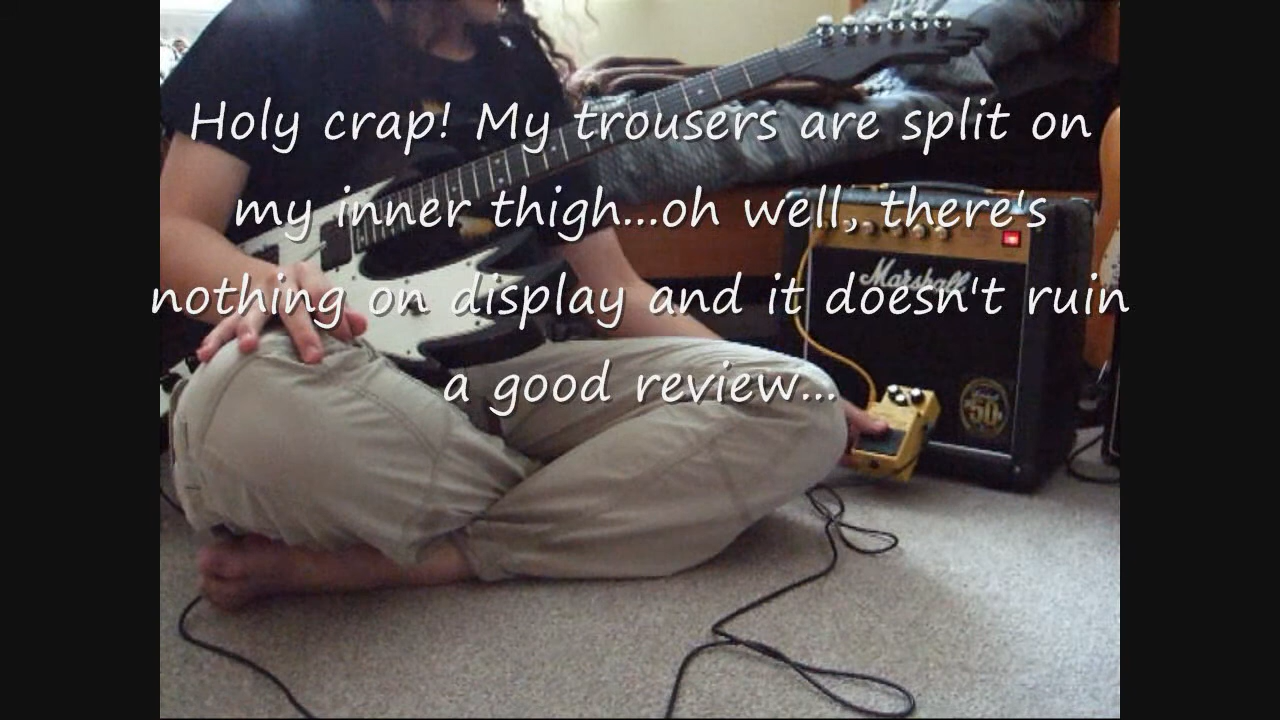 Holy crap! My trousers are split on
my inner thigh...oh well, there's
nothing on display and it doesn't ruin
a good review...
Marshall
50